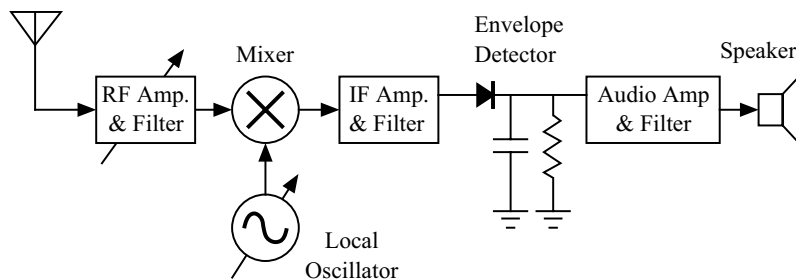 Envelope
Detector
Speaker
Mixer
RF Amp.
& Filter
IF Amp.
& Filter
Audio Amp
& Filter
Local
Oscillator